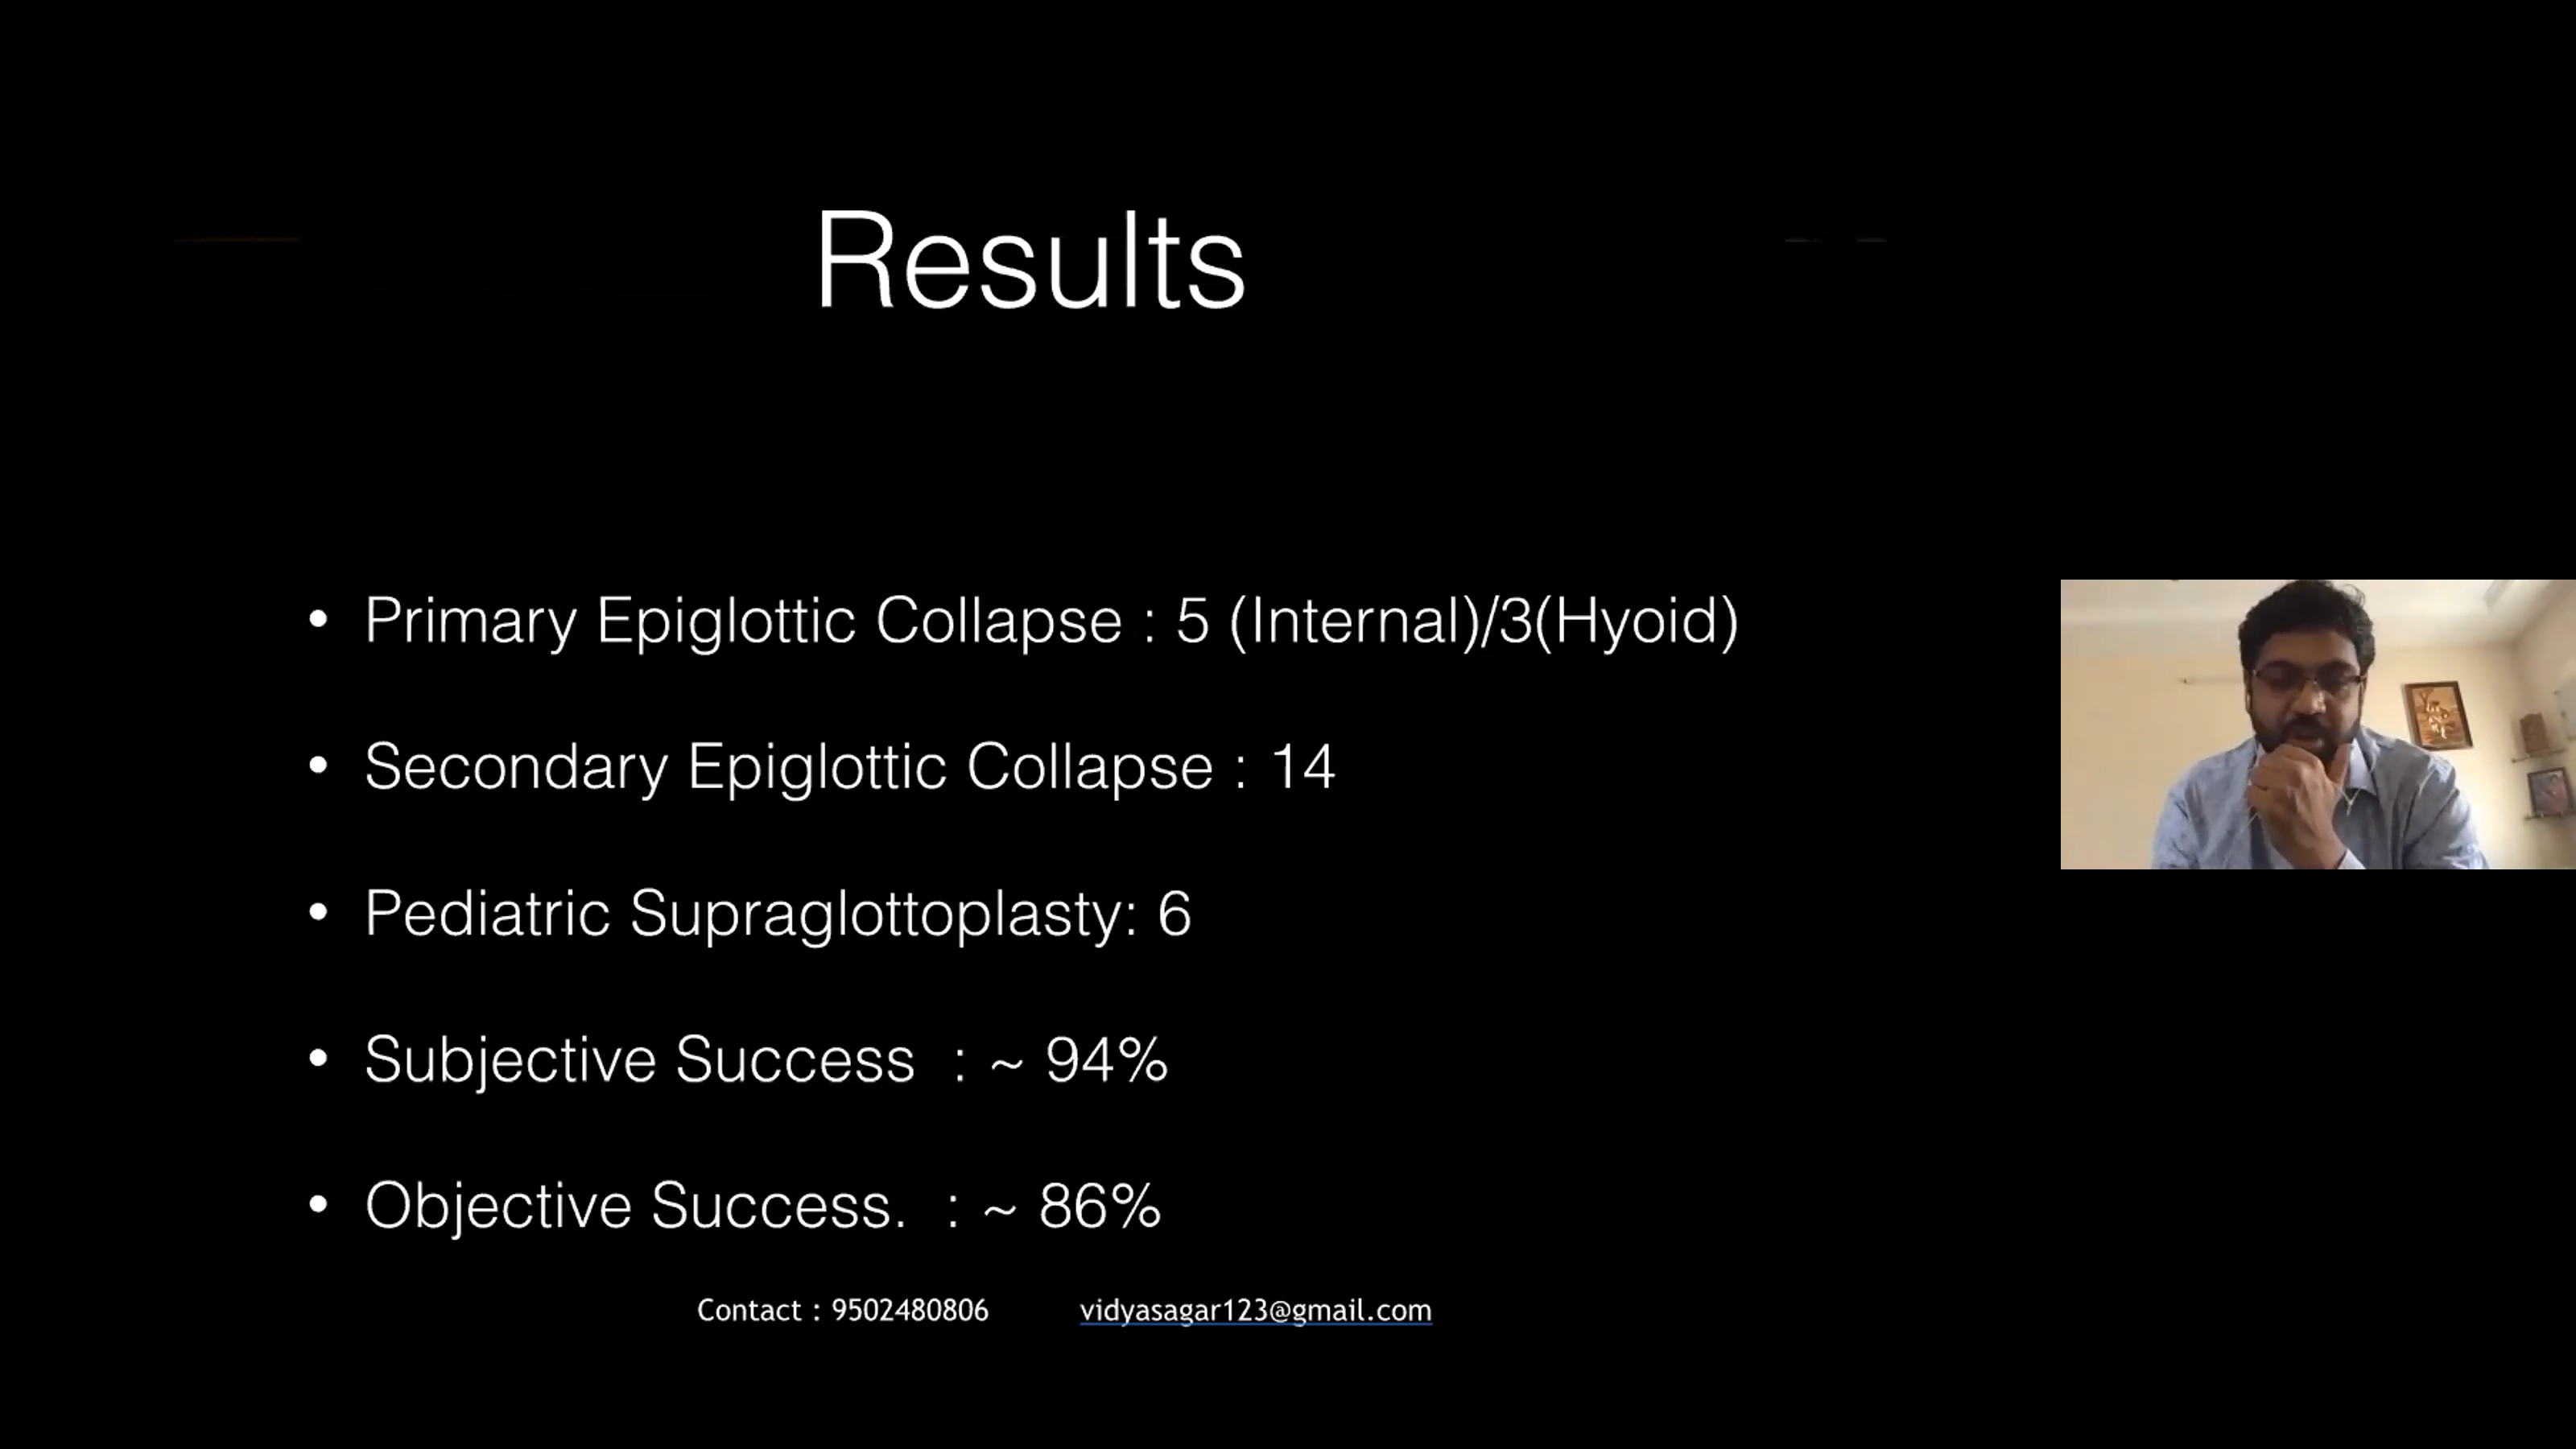 Results
• Primary Epiglottic Collapse : 5 (Internal)/3(Hyoid)
• Secondary Epiglottic Collapse : 14
• Pediatric Supraglottoplasty: 6
• Subjective Success : ~ 94%
• Objective Success. : ~ 86%
Contact : 9502480806 vidyasagar123@gmail.com